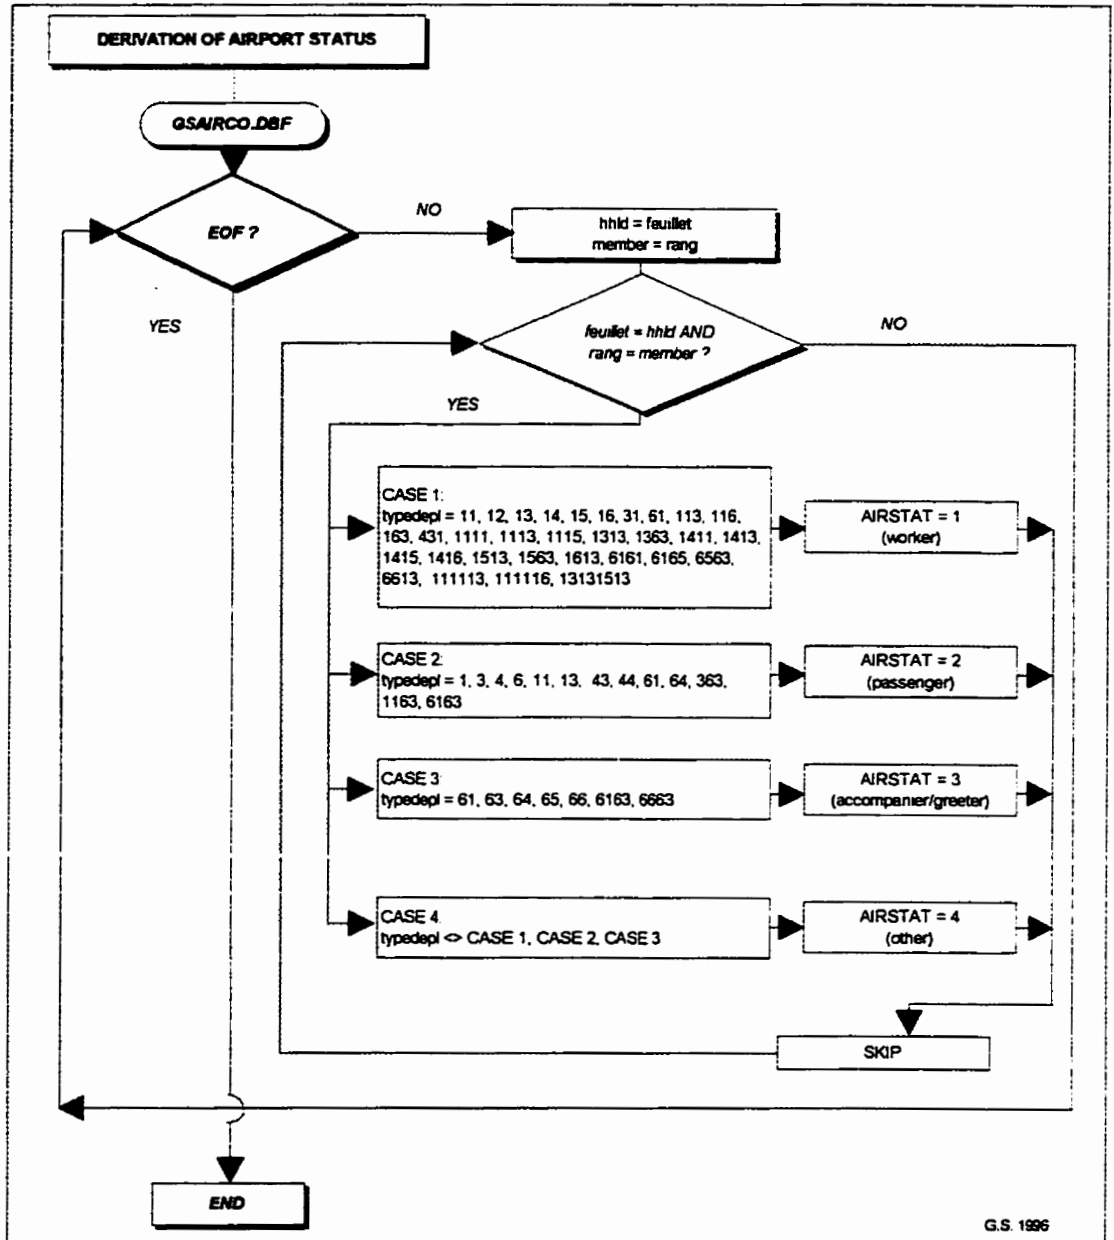 DERIVATION OF AIRPORT STATUS
GSAIRCO.DBF
EOF ?
NO
hhld = feuillet
member = rang
YES
feuillet = hhld AND
rang = member ?
NO
YES
CASE 1:
typedepl = 11, 12, 13, 14, 15, 16, 31, 61, 113, 116,
163, 431, 1111, 1113, 1115, 1313, 1363, 1411, 1413,
1415, 1416, 1513, 1563, 1613, 6161, 6165, 6563,
6613, 111113, 111116, 13131513
AIRSTAT = 1
(worker)
CASE 2:
typedepl = 1, 3, 4, 6, 11, 13, 43, 44, 61, 64, 363,
1163, 6163
AIRSTAT = 2
(passenger)
CASE 3:
typedepl = 61, 63, 64, 65, 66, 6163, 6663
AIRSTAT = 3
(accompanier/greeter)
CASE 4:
typedepl <> CASE 1, CASE 2, CASE 3
AIRSTAT = 4
(other)
SKIP
END
G.S. 1996